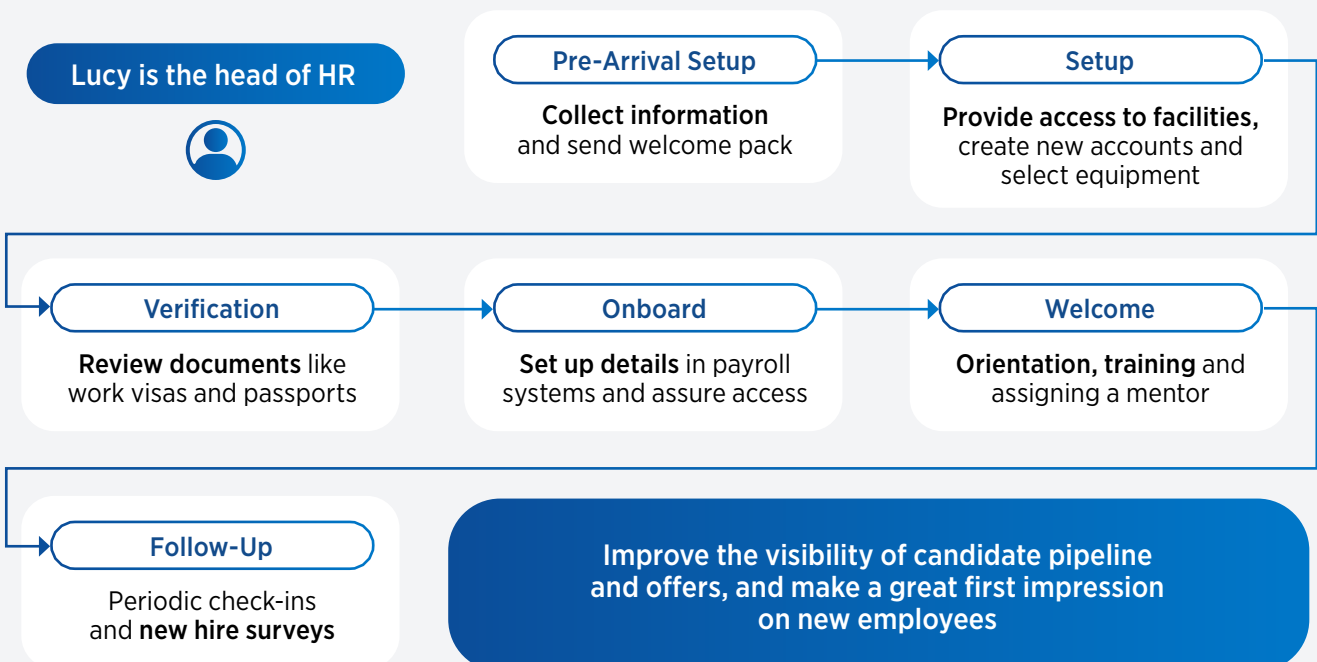 Lucy is the head of HR
Pre-Arrival Setup
Collect information
and send welcome pack
Setup
Provide access to facilities,
create new accounts and
select equipment
Verification
Review documents like
work visas and passports
Onboard
Set up details in payroll
systems and assure access
Welcome
Orientation, training and
assigning a mentor
Follow-Up
Periodic check-ins
and new hire surveys
Improve the visibility of candidate pipeline
and offers, and make a great first impression
on new employees